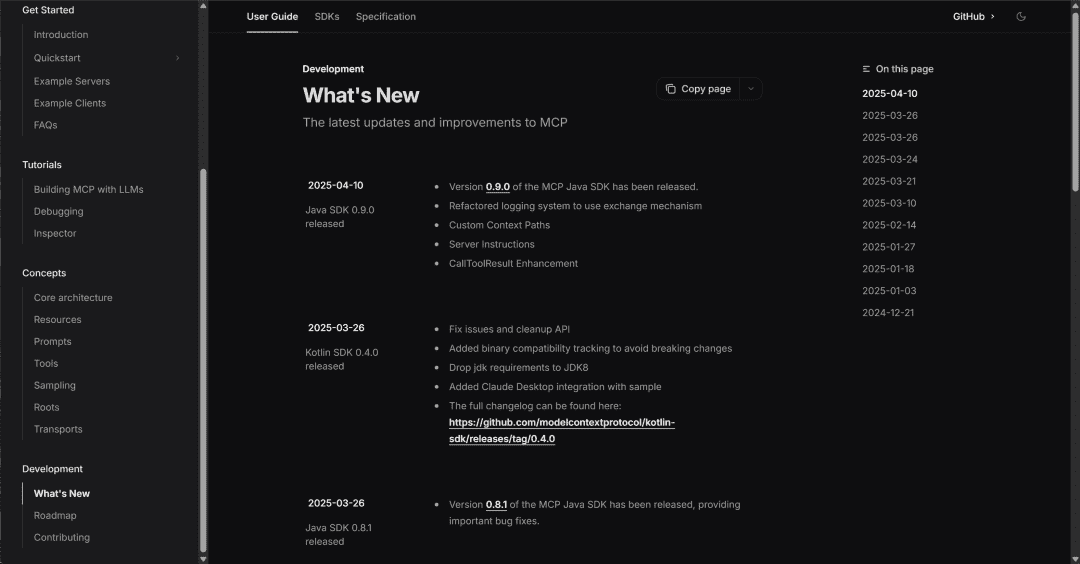 Get Started
Introduction
Quickstart
Example Servers
Example Clients
FAQs
Tutorials
Building MCP with LLMs
Debugging
Inspector
Concepts
Core architecture
Resources
Prompts
Tools
Sampling
Roots
Transports
Development
What's New
Roadmap
Contributing
User Guide
SDKs
Specification
GitHub
Development
What's New
Copy page
The latest updates and improvements to MCP
2025-04-10
Java SDK 0.9.0
released
Version 0.9.0 of the MCP Java SDK has been released.
Refactored logging system to use exchange mechanism
Custom Context Paths
Server Instructions
CallToolResult Enhancement
2025-03-26
Kotlin SDK 0.4.0
released
Fix issues and cleanup API
Added binary compatibility tracking to avoid breaking changes
Drop jdk requirements to JDK8
Added Claude Desktop integration with sample
The full changelog can be found here:
https://github.com/modelcontextprotocol/kotlin-
sdk/releases/tag/0.4.0
2025-03-26
Java SDK 0.8.1
released
Version 0.8.1 of the MCP Java SDK has been released, providing
important bug fixes.
On this page
2025-04-10
2025-03-26
2025-03-26
2025-03-24
2025-03-21
2025-03-10
2025-02-14
2025-01-27
2025-01-18
2025-01-03
2024-12-21